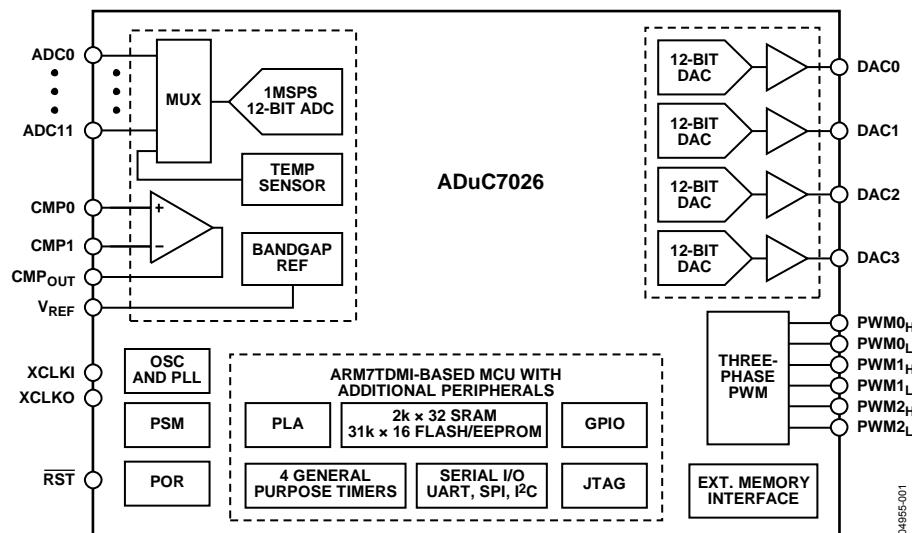 ADC0
ADC11
CMP0
CMP1
CMPOUT
VREF
XCLKI
XCLKO
RST
MUX
1MSPS
12-BIT ADC
TEMP
SENSOR
+
−
BANDGAP
REF
OSC
AND PLL
PSM
POR
ADuC7026
ARM7TDMI-BASED MCU WITH
ADDITIONAL PERIPHERALS
PLA
2k × 32 SRAM
31k × 16 FLASH/EEPROM
GPIO
4 GENERAL
PURPOSE TIMERS
SERIAL I/O
UART, SPI, I²C
JTAG
12-BIT
DAC
12-BIT
DAC
12-BIT
DAC
12-BIT
DAC
DAC0
DAC1
DAC2
DAC3
THREE-
PHASE
PWM
PWM0H
PWM0L
PWM1H
PWM1L
PWM2H
PWM2L
EXT. MEMORY
INTERFACE
04955-001